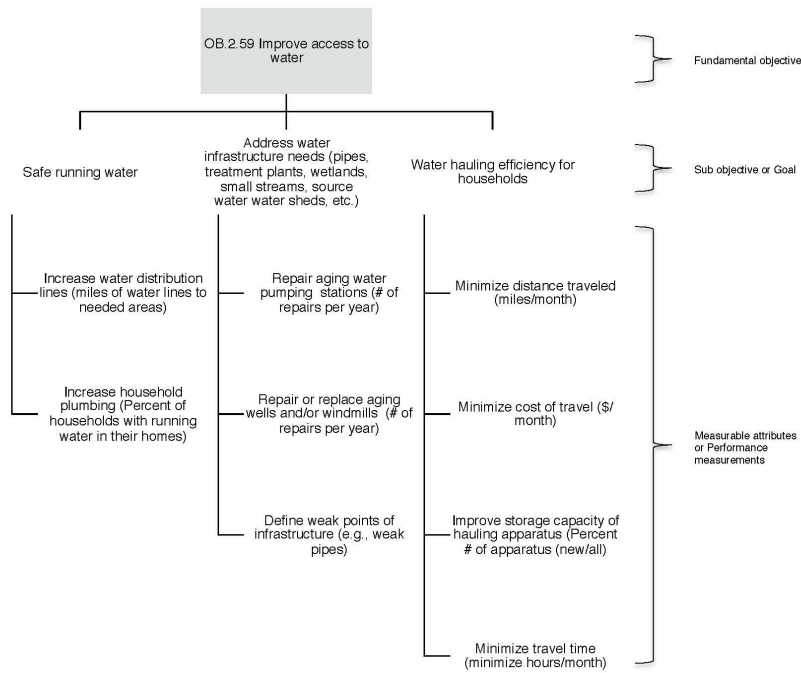 OB.2.59 Improve access to
water
Fundamental objective
Safe running water
Address water
infrastructure needs (pipes,
treatment plants, wetlands,
small streams, source
water water sheds, etc.)
Water hauling efficiency for
households
Sub objective or Goal
Increase water distribution
lines (miles of water lines to
needed areas)
Repair aging water
pumping stations (# of
repairs per year)
Minimize distance traveled
(miles/month)
Increase household
plumbing (Percent of
households with running
water in their homes)
Repair or replace aging
wells and/or windmills (# of
repairs per year)
Minimize cost of travel ($/
month)
Measurable attributes
or Performance
measurements
Define weak points of
infrastructure (e.g., weak
pipes)
Improve storage capacity of
hauling apparatus (Percent
# of apparatus (new/all)
Minimize travel time
(minimize hours/month)